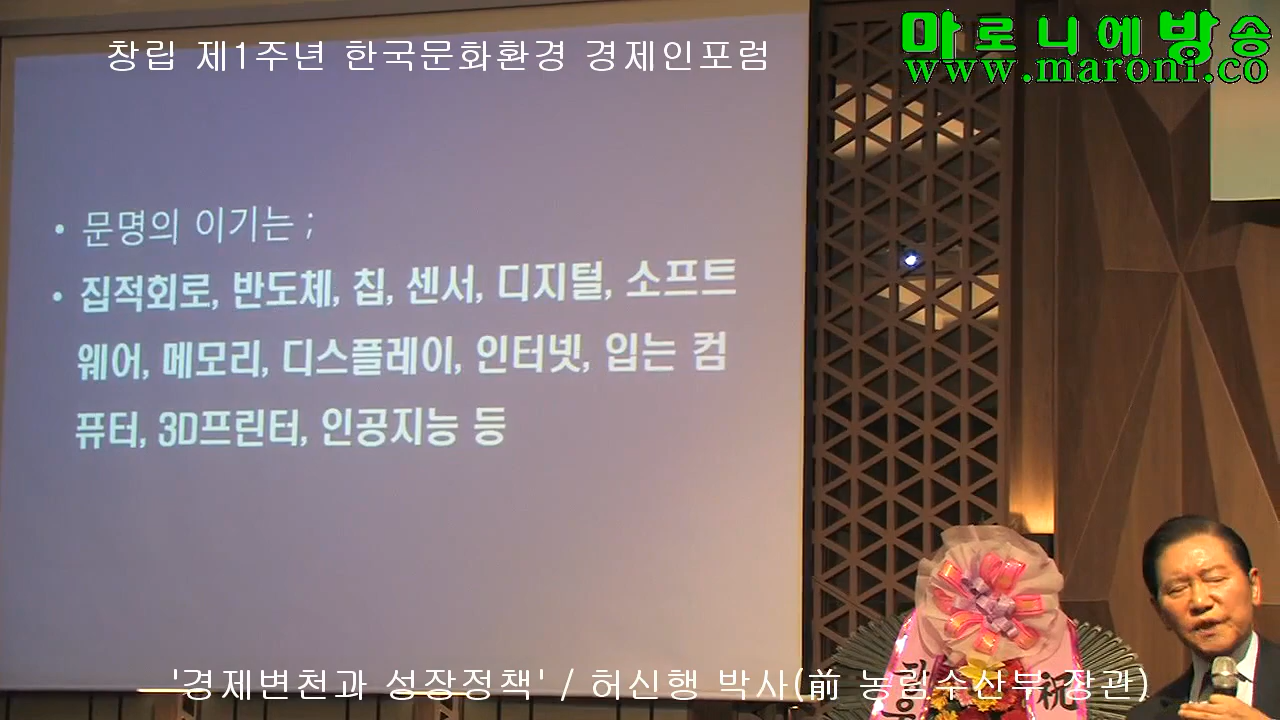 창립 제1주년 한국문화환경 경제인포럼
마로니에방송
www.maroni.co
• 문명의 이기는 ;
• 집적회로, 반도체, 칩, 센서, 디지털, 소프트
웨어, 메모리, 디스플레이, 인터넷, 입는 컴
퓨터, 3D프린터, 인공지능 등
祝
'경제변천과 성장정책' / 허신행 박사(前 농림수산부 장관)